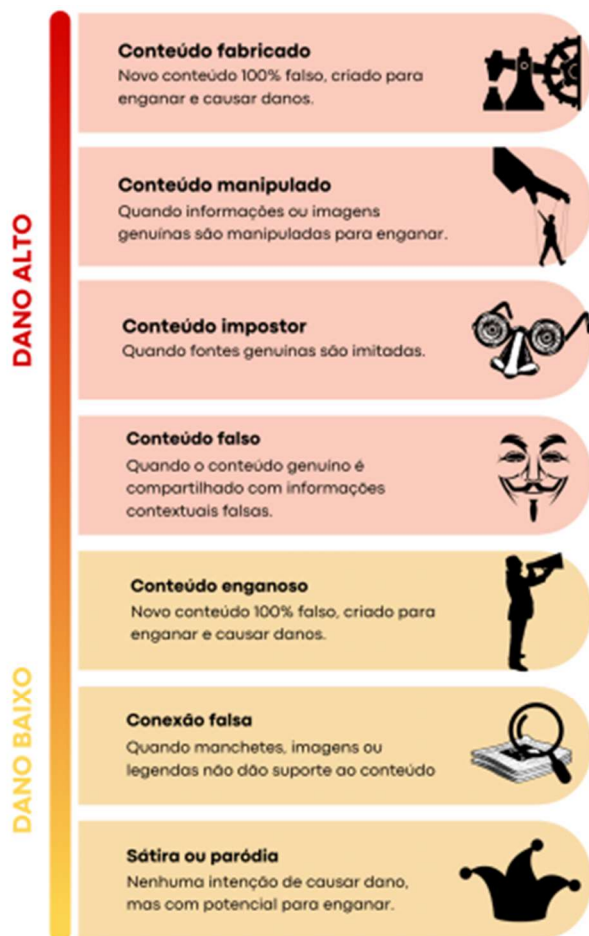 Conteúdo fabricado
Novo conteúdo 100% falso, criado para
enganar e causar danos.
Conteúdo manipulado
Quando informações ou imagens
genuínas são manipuladas para enganar.
DANO ALTO
Conteúdo impostor
Quando fontes genuínas são imitadas.
Conteúdo falso
Quando o conteúdo genuíno é
compartilhado com informações
contextuais falsas.
Conteúdo enganoso
Novo conteúdo 100% falso, criado para
enganar e causar danos.
DANO BAIXO
Conexão falsa
Quando manchetes, imagens ou
legendas não dão suporte ao conteúdo
Sátira ou paródia
Nenhuma intenção de causar dano,
mas com potencial para enganar.